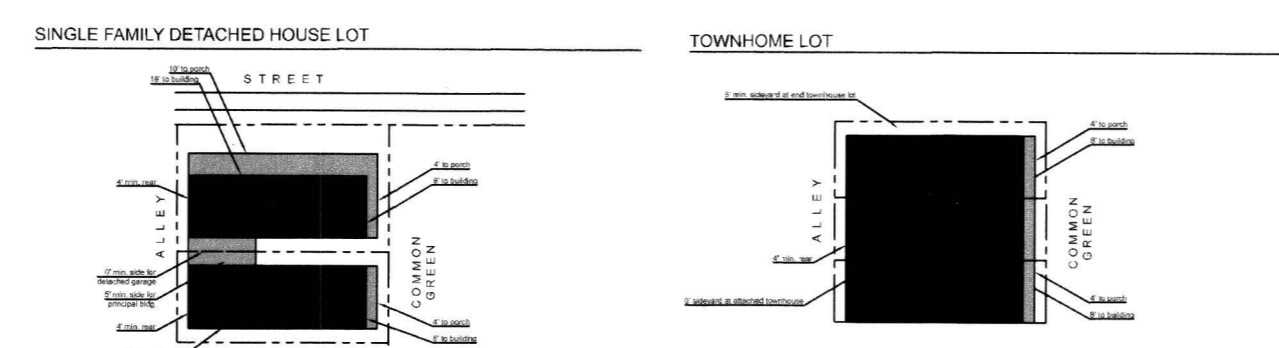 SINGLE FAMILY DETACHED HOUSE LOT
10' to porch
18' to building
STREET
4' to porch
8' to building
4' min. rear
ALLEY
COMMON
GREEN
0' min. side for
detached garage
5' min. side for
principal bldg.
4' min. rear
4' to porch
8' to building
TOWNHOME LOT
5' min. sideyard at end townhouse lot
4' to porch
8' to building
ALLEY
COMMON
GREEN
4' min. rear
0' sideyard at attached townhouse
4' to porch
8' to building